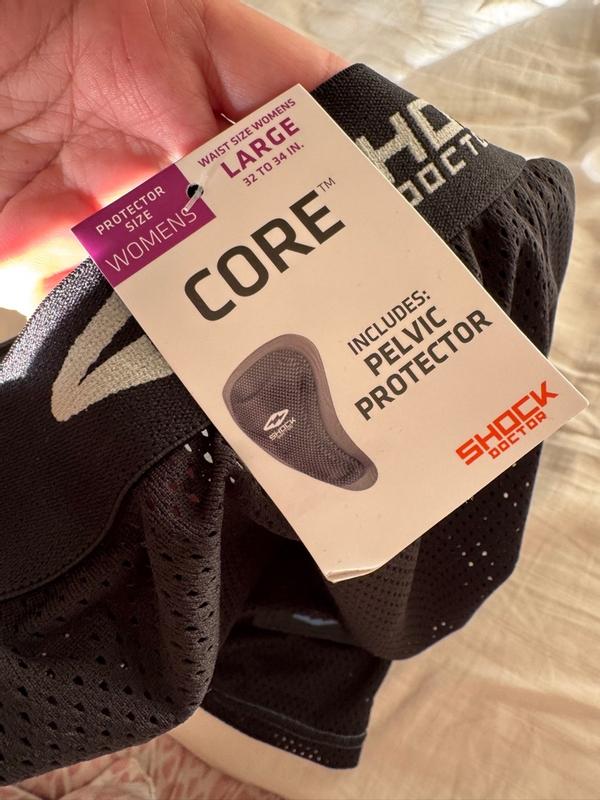 PROTECTOR
SIZE
WOMENS
WAIST SIZE WOMENS
LARGE
32 TO 34 IN.
CORE™
INCLUDES:
PELVIC
PROTECTOR
SHOCK
SHOCK
DOCTOR